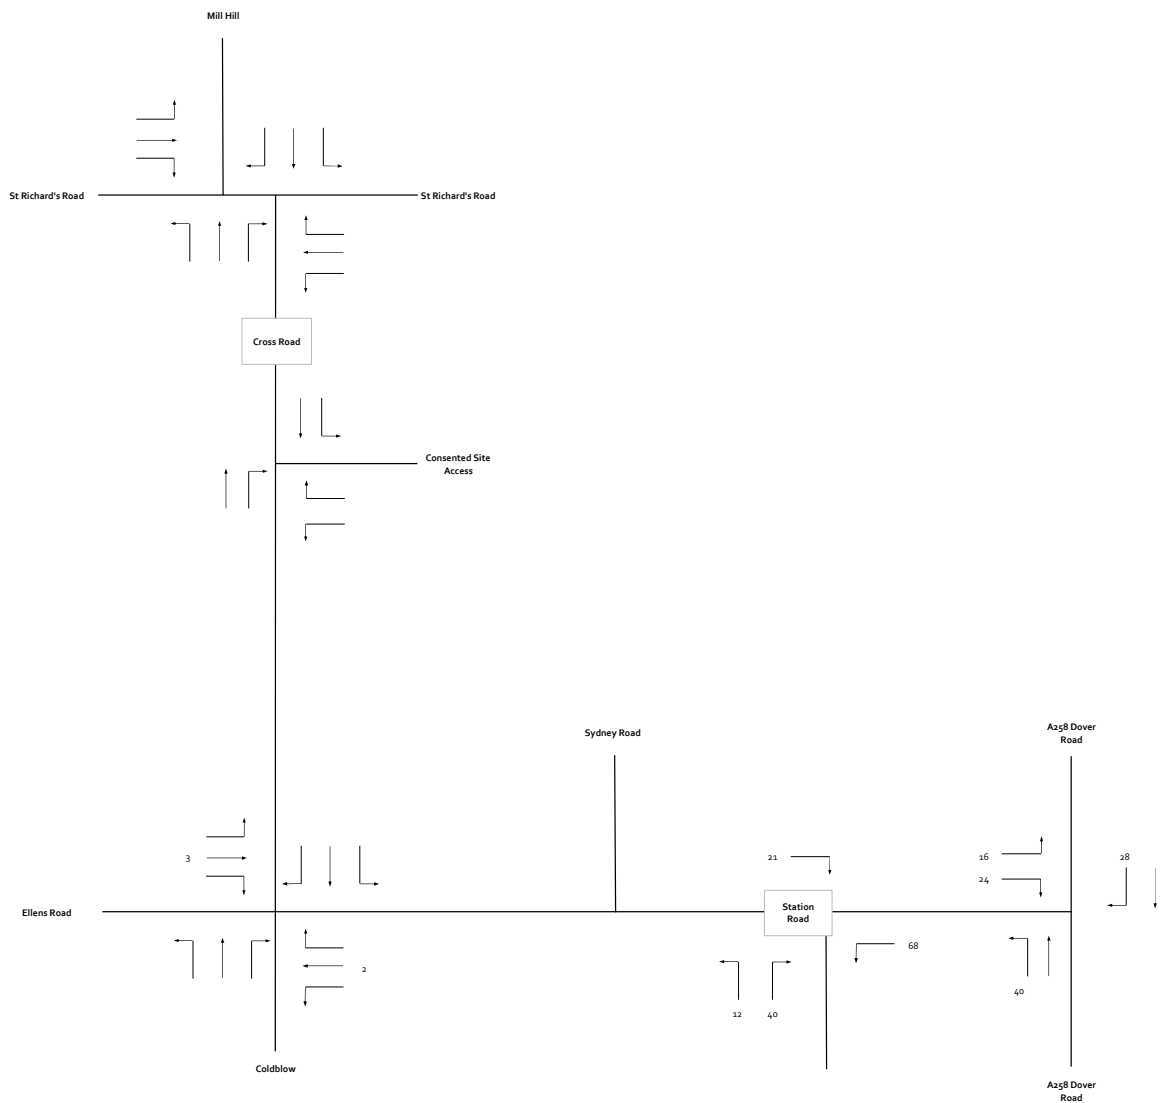 Mill Hill
St Richard's Road
St Richard's Road
Cross Road
Consented Site
Access
Sydney Road
A258 Dover
Road
3
21
16
28
24
Ellens Road
Station
Road
68
2
40
12
40
Coldblow
A258 Dover
Road